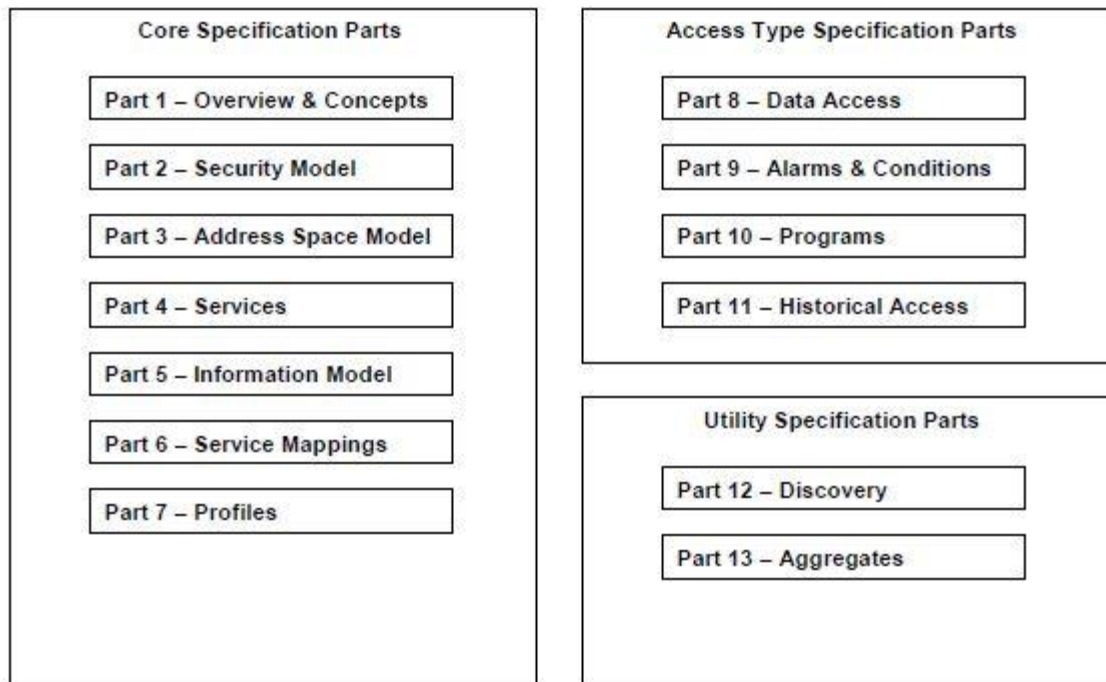 Core Specification Parts
Part 1 – Overview & Concepts
Part 2 – Security Model
Part 3 – Address Space Model
Part 4 – Services
Part 5 – Information Model
Part 6 – Service Mappings
Part 7 – Profiles
Access Type Specification Parts
Part 8 – Data Access
Part 9 – Alarms & Conditions
Part 10 – Programs
Part 11 – Historical Access
Utility Specification Parts
Part 12 – Discovery
Part 13 – Aggregates